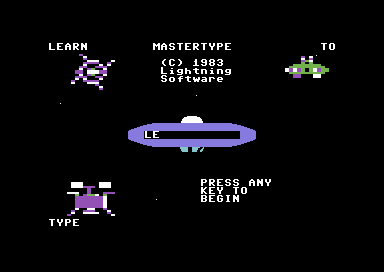 LEARN MASTERTYPE TO
(C) 1983
Lightning
Software
LE
PRESS ANY
KEY TO
BEGIN
TYPE